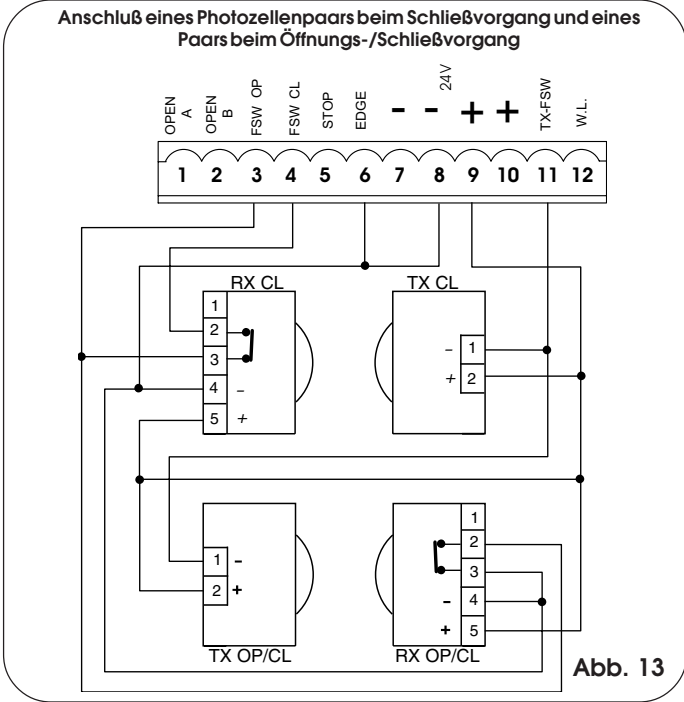 Anschluß eines Photozellenpaars beim Schließvorgang und eines
Paars beim Öffnungs-/Schließvorgang
OPEN A
OPEN B
FSW OP
FSW CL
STOP
EDGE
-
-
24V
+
+
TX-FSW
W.L.
1 2 3 4 5 6 7 8 9 10 11 12
RX CL
1
2
3
4 -
5 +
TX CL
- 1
+ 2
1 -
2 +
TX OP/CL
1
2
3
- 4
+ 5
RX OP/CL
Abb. 13